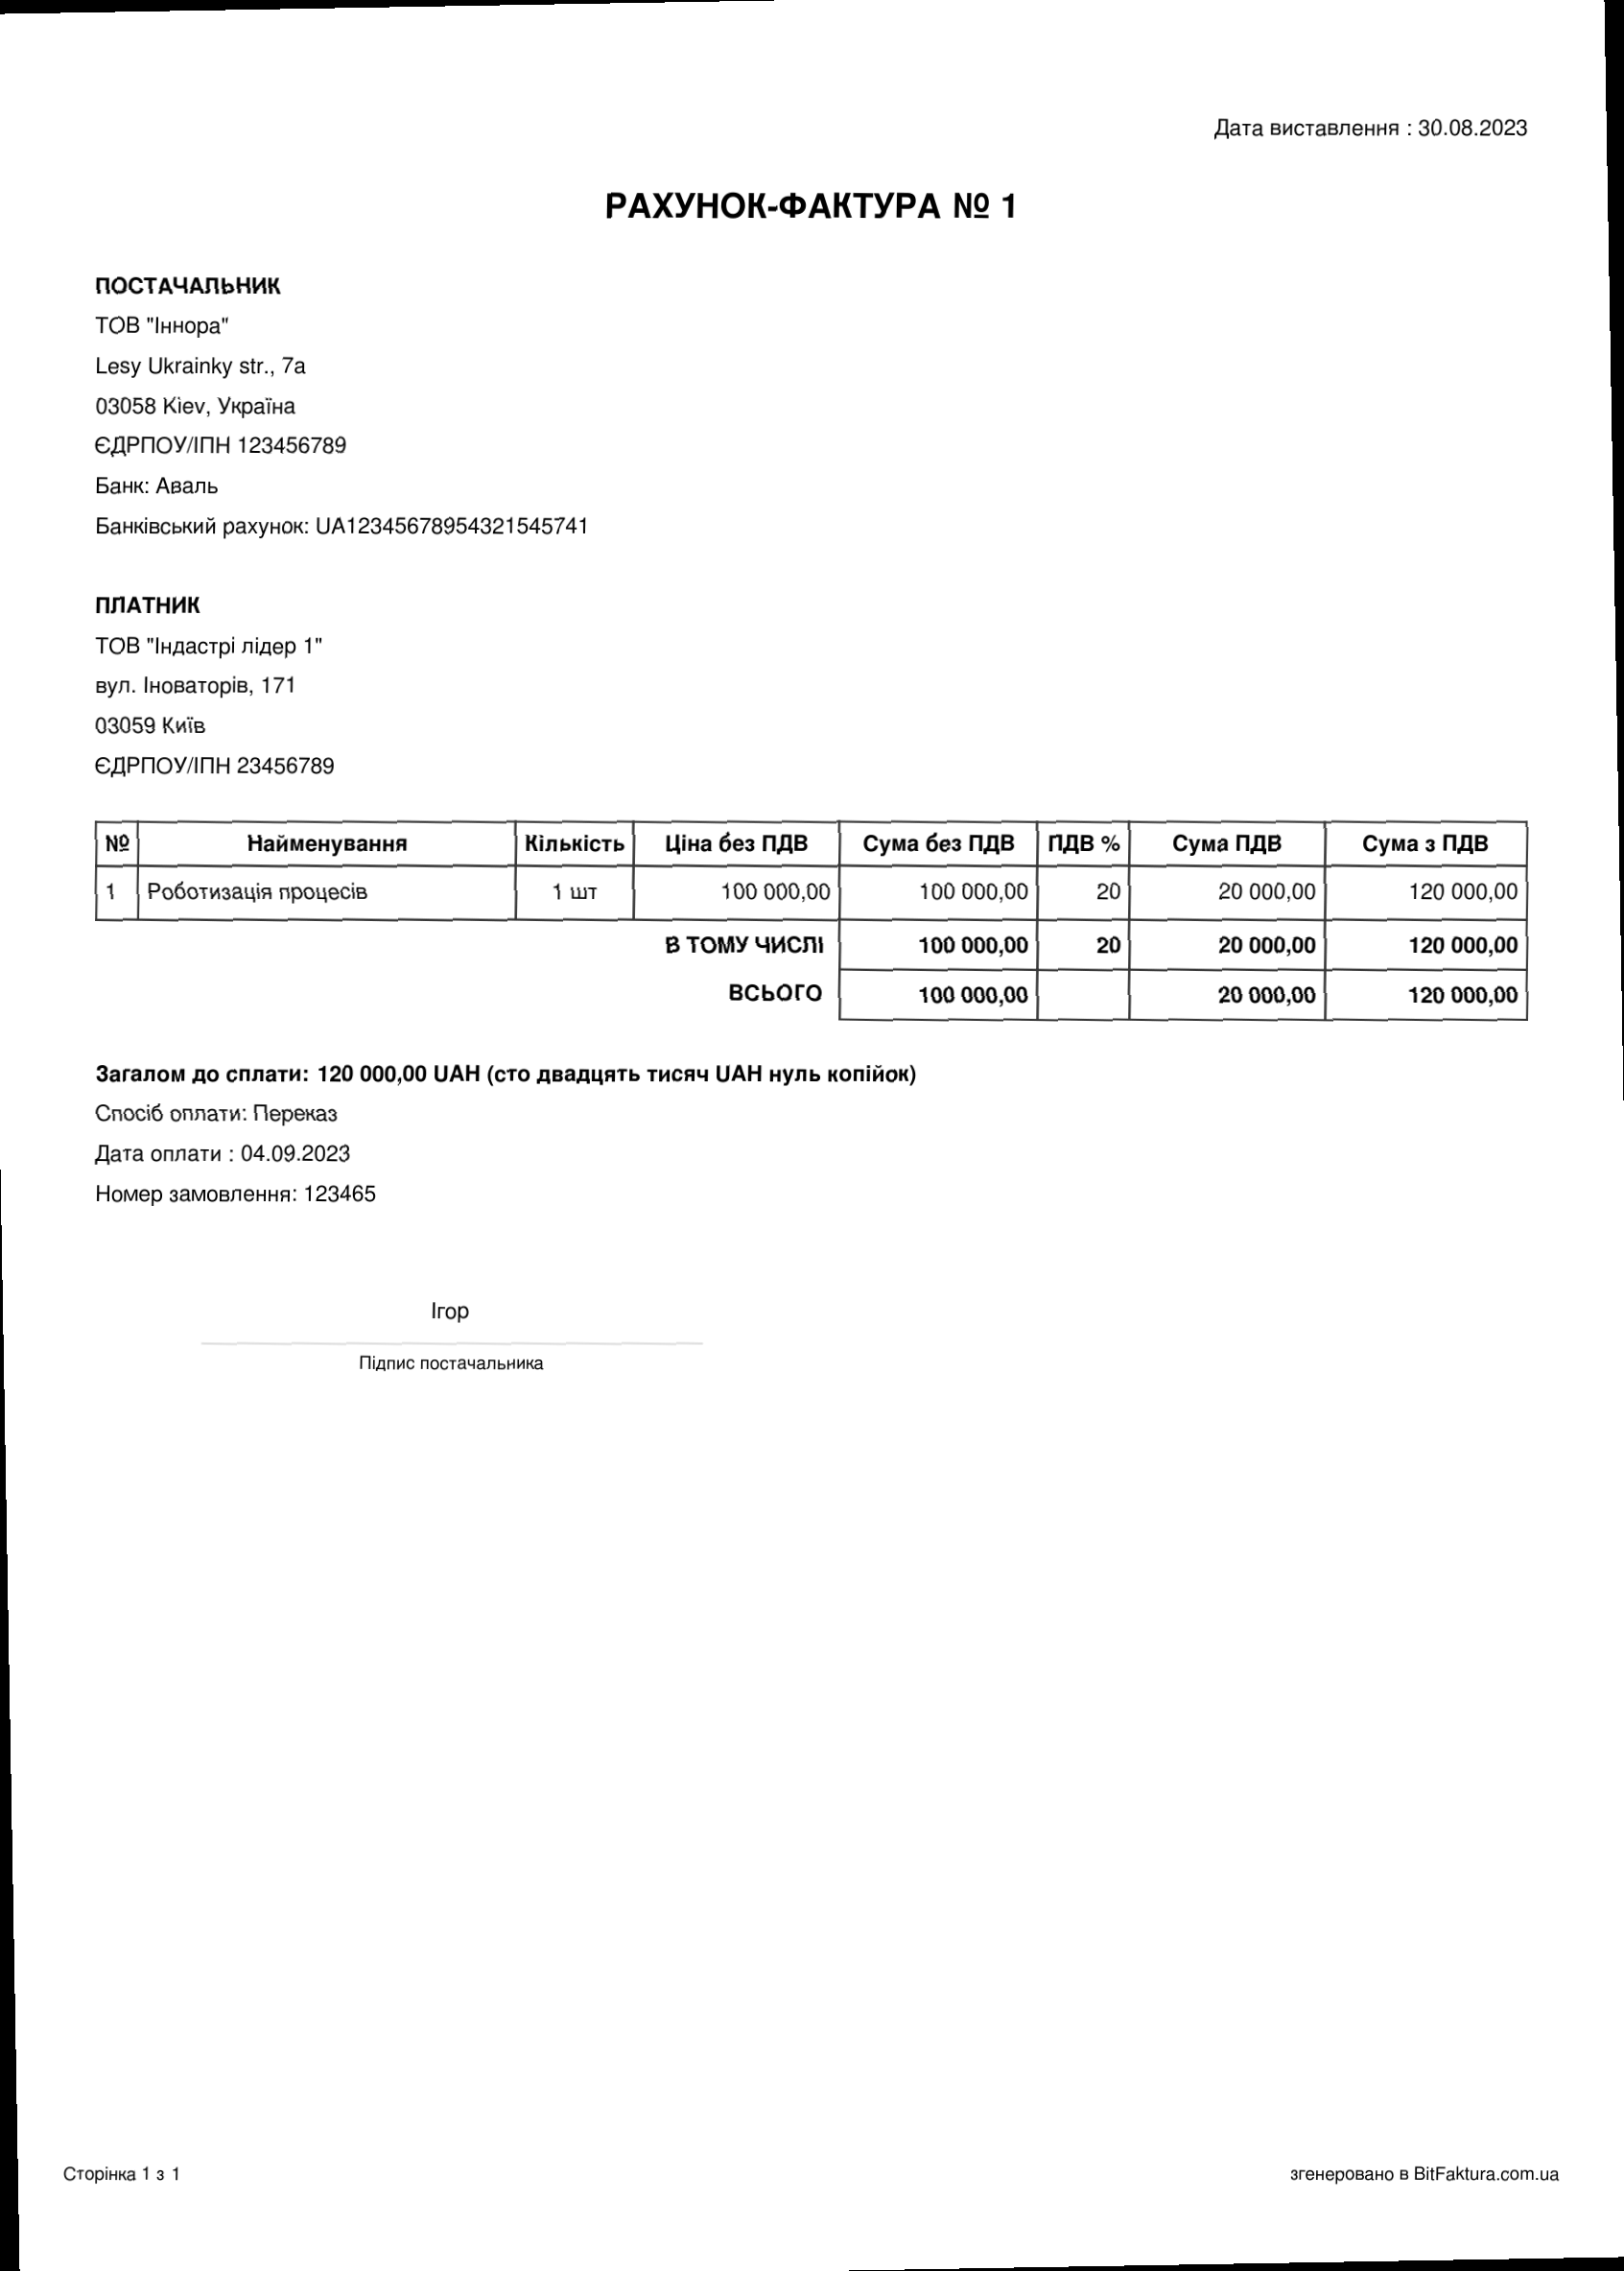 Дата виставлення : 30.08.2023
РАХУНОК-ФАКТУРА № 1
ПОСТАЧАЛЬНИК
ТОВ "Іннора"
Lesy Ukrainky str., 7a
03058 Kiev, Україна
ЄДРПОУ/ІПН 123456789
Банк: Аваль
Банківський рахунок: UA12345678954321545741
ПЛАТНИК
ТОВ "Індастрі лідер 1"
вул. Іноваторів, 171
03059 Київ
ЄДРПОУ/ІПН 23456789
№ Найменування Кількість Ціна без ПДВ Сума без ПДВ ПДВ % Сума ПДВ Сума з ПДВ
1 Роботизація процесів 1 шт 100 000,00 100 000,00 20 20 000,00 120 000,00
В ТОМУ ЧИСЛІ 100 000,00 20 20 000,00 120 000,00
ВСЬОГО 100 000,00 20 000,00 120 000,00
Загалом до сплати: 120 000,00 UAH (сто двадцять тисяч UAH нуль копійок)
Спосіб оплати: Переказ
Дата оплати : 04.09.2023
Номер замовлення: 123465
Ігор
Підпис постачальника
Сторінка 1 з 1 згенеровано в BitFaktura.com.ua